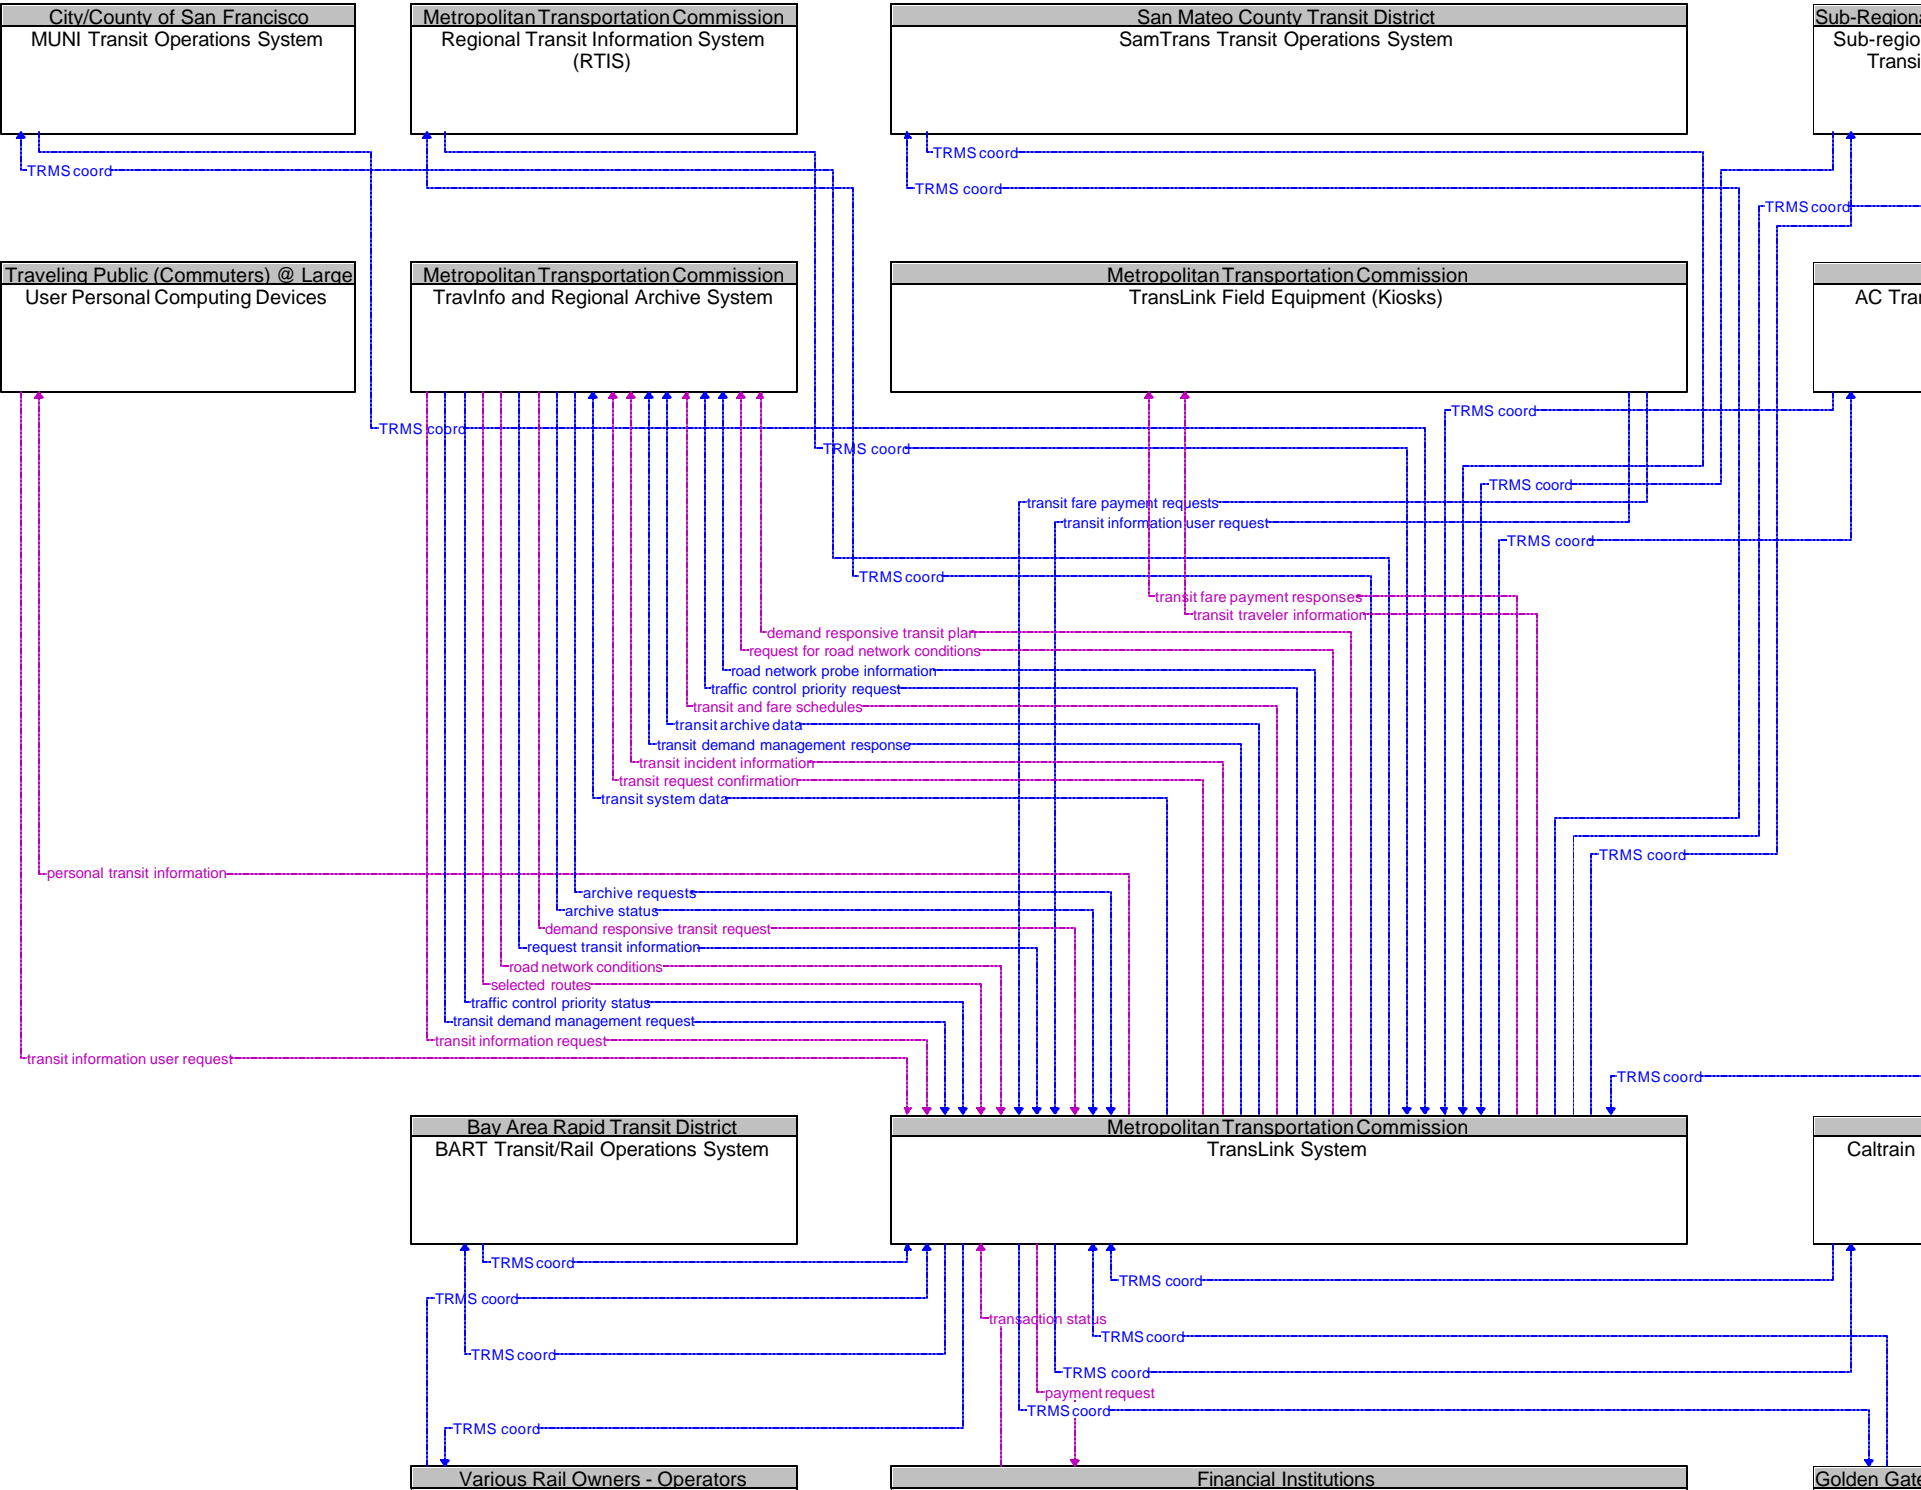 City/County of San Francisco
MUNI Transit Operations System
Metropolitan Transportation Commission
Regional Transit Information System
(RTIS)
San Mateo County Transit District
SamTrans Transit Operations System
Sub-Regiona
Sub-regio
Transi
TRMS coord
TRMS coord
TRMS coord
TRMS coord
Traveling Public (Commuters) @ Large
User Personal Computing Devices
Metropolitan Transportation Commission
TravInfo and Regional Archive System
Metropolitan Transportation Commission
TransLink Field Equipment (Kiosks)
AC Tra
TRMS coord
TRMS coord
TRMS coord
TRMS coord
transit fare payment requests
transit information user request
TRMS coord
TRMS coord
transit fare payment responses
transit traveler information
demand responsive transit plan
request for road network conditions
road network probe information
traffic control priority request
transit and fare schedules
transit archive data
transit demand management response
transit incident information
transit request confirmation
transit system data
TRMS coord
personal transit information
archive requests
archive status
demand responsive transit request
request transit information
road network conditions
selected routes
traffic control priority status
transit demand management request
transit information request
transit information user request
TRMS coord
Bay Area Rapid Transit District
BART Transit/Rail Operations System
Metropolitan Transportation Commission
TransLink System
Caltrain
TRMS coord
TRMS coord
TRMS coord
transaction status
TRMS coord
TRMS coord
TRMS coord
payment request
TRMS coord
TRMS coord
Various Rail Owners - Operators
Financial Institutions
Golden Gate